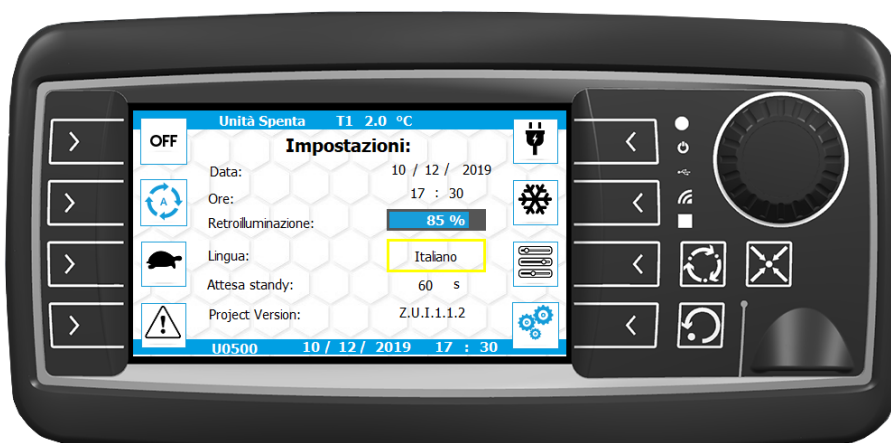 Unità Spenta T1 2.0 °C
OFF
Impostazioni:
Data: 10 / 12 / 2019
Ore: 17 : 30
A
Retroilluminazione: 85 %
Lingua: Italiano
Attesa standy: 60 s
Project Version: Z.U.I.1.1.2
U0500 10 / 12 / 2019 17 : 30